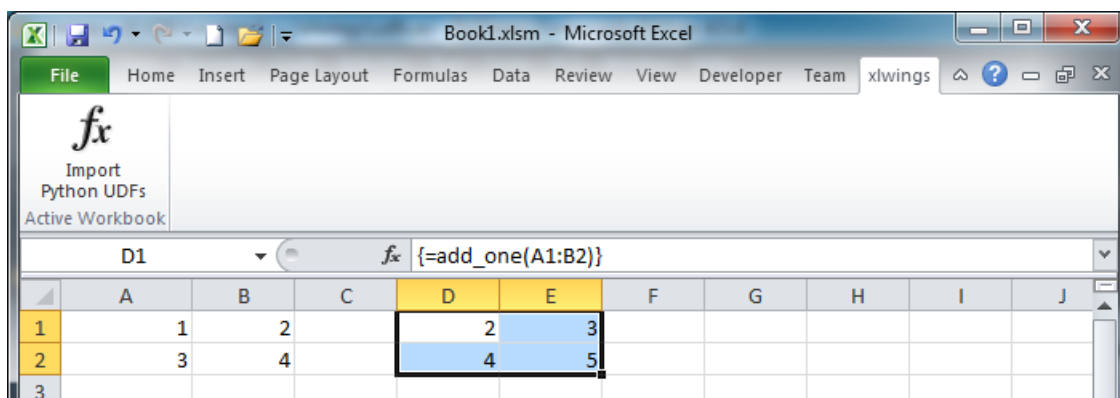 Book1.xlsm - Microsoft Excel
File Home Insert Page Layout Formulas Data Review View Developer Team xlwings
fx
Import
Python UDFs
Active Workbook
D1 fx {=add_one(A1:B2)}
A B C D E F G H I J
1 1 2 2 3
2 3 4 4 5
3